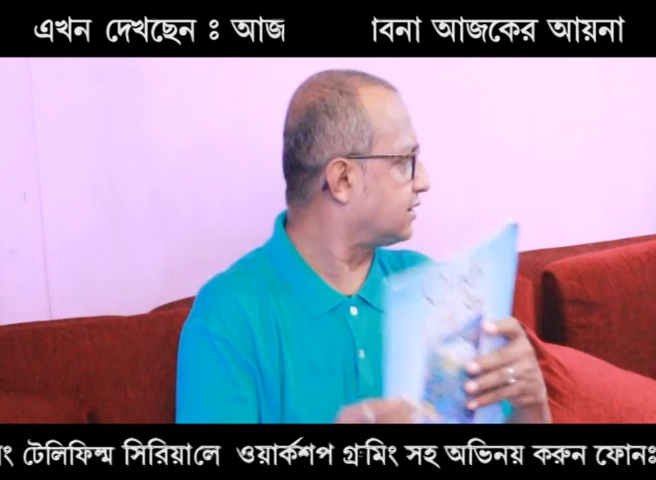 এখন দেখছেন ঃ আজ বনা আজকের আয়না
টেলিফিল্ম সিরিয়ালে ওয়ার্কশপ গ্রুমিং সহ অভিনয় করুন ফোনঃ